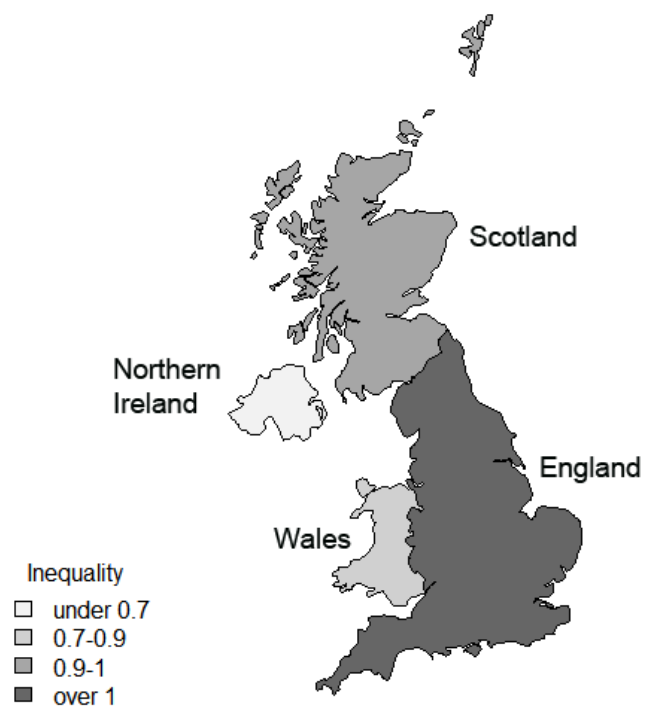 Scotland
Northern
Ireland
England
Wales
Inequality
under 0.7
0.7-0.9
0.9-1
over 1